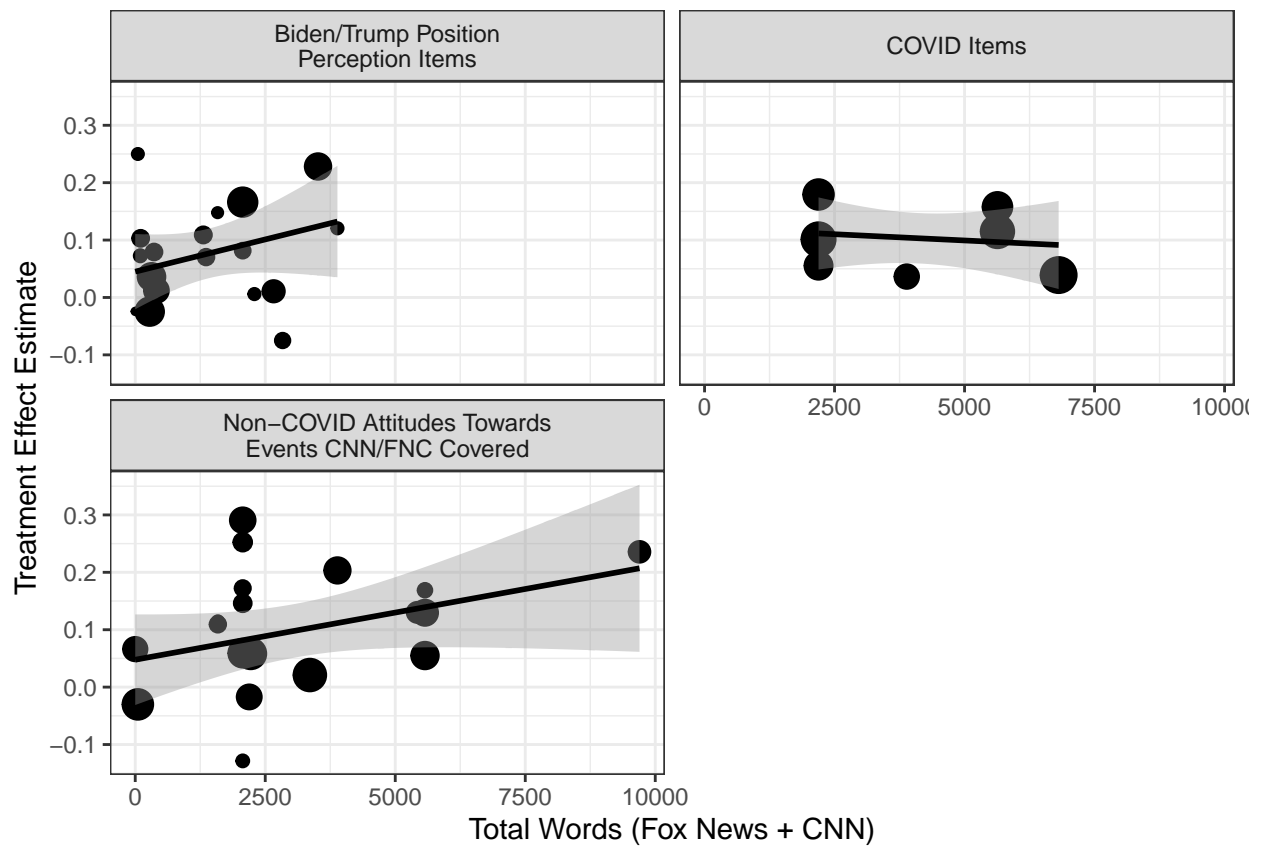 Biden/Trump Position
Perception Items
COVID Items
0.3
0.2
0.1
0.0
−0.1
0 2500 5000 7500 1000
Non−COVID Attitudes Towards
Events CNN/FNC Covered
0.3
0.2
0.1
0.0
−0.1
0 2500 5000 7500 10000
Treatment Effect Estimate
Total Words (Fox News + CNN)